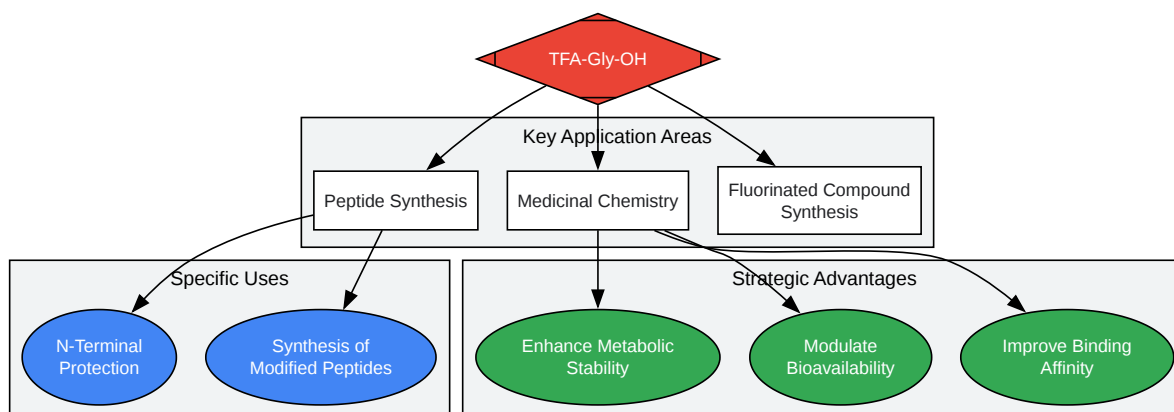 TFA-Gly-OH
Key Application Areas
Peptide Synthesis
Medicinal Chemistry
Fluorinated Compound
Synthesis
Specific Uses
Strategic Advantages
N-Terminal
Protection
Synthesis of
Modified Peptides
Enhance Metabolic
Stability
Modulate
Bioavailability
Improve Binding
Affinity